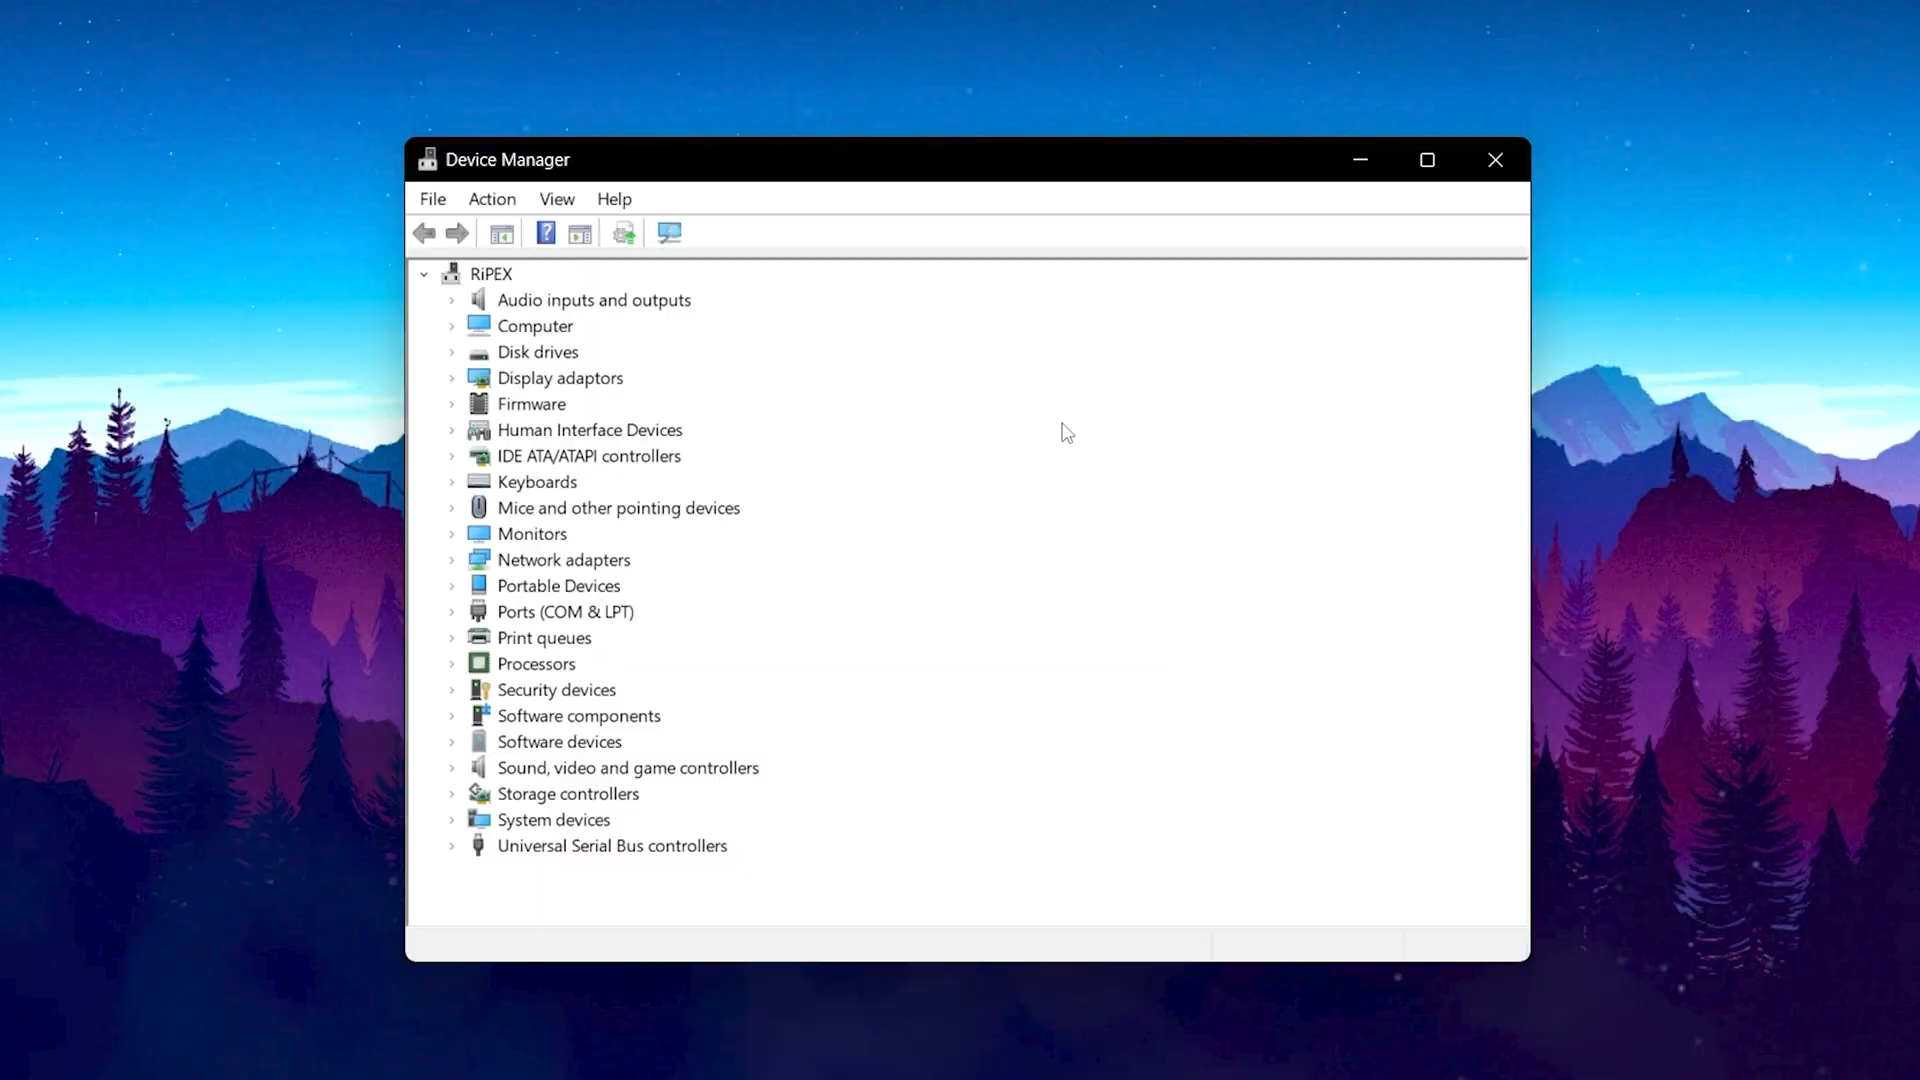 Device Manager
File Action View Help
RiPEX
Audio inputs and outputs
Computer
Disk drives
Display adaptors
Firmware
Human Interface Devices
IDE ATA/ATAPI controllers
Keyboards
Mice and other pointing devices
Monitors
Network adapters
Portable Devices
Ports (COM & LPT)
Print queues
Processors
Security devices
Software components
Software devices
Sound, video and game controllers
Storage controllers
System devices
Universal Serial Bus controllers